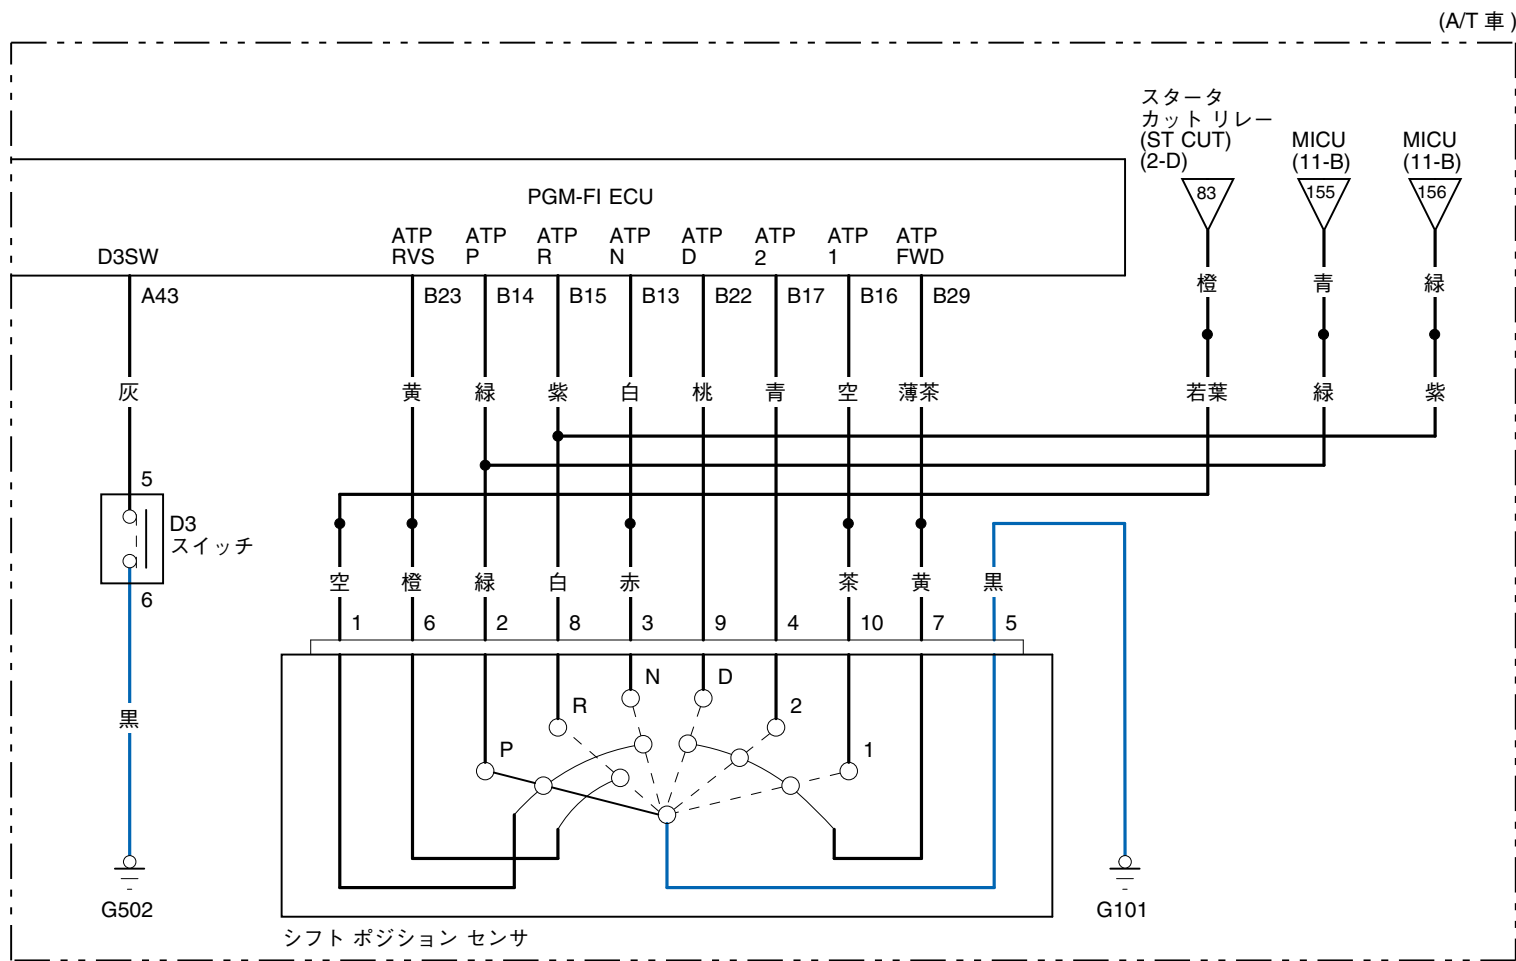 (A/T 車)
スタータ
カット リレー
(ST CUT)
(2-D)
MICU
(11-B)
MICU
(11-B)
83
155
156
PGM-FI ECU
D3SW
ATP
RVS
ATP
P
ATP
R
ATP
N
ATP
D
ATP
2
ATP
1
ATP
FWD
A43
B23
B14
B15
B13
B22
B17
B16
B29
橙
青
緑
灰
黄
緑
紫
白
桃
青
空
薄茶
若葉
緑
紫
5
D3
スイッチ
6
空
橙
緑
白
赤
茶
黄
黒
1
6
2
8
3
9
4
10
7
5
N
D
R
2
P
1
黒
G502
G101
シフト ポジション センサ